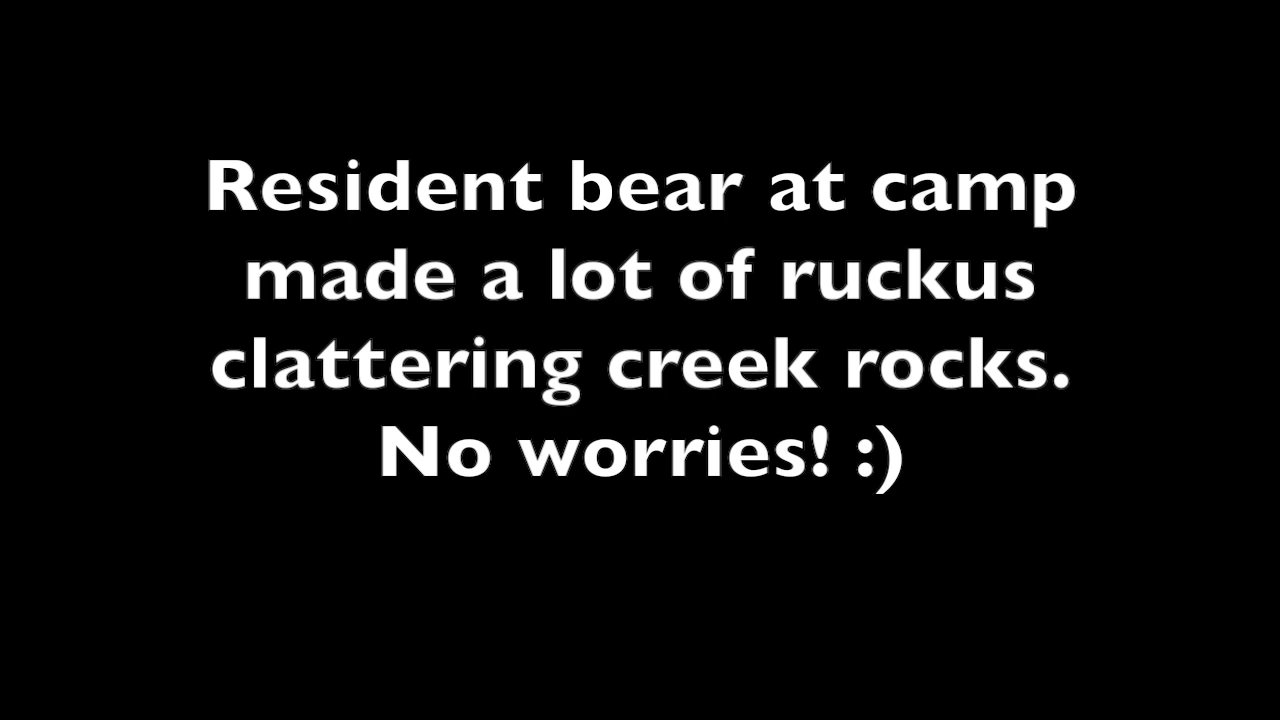 Resident bear at camp
made a lot of ruckus
clattering creek rocks.
No worries! :)